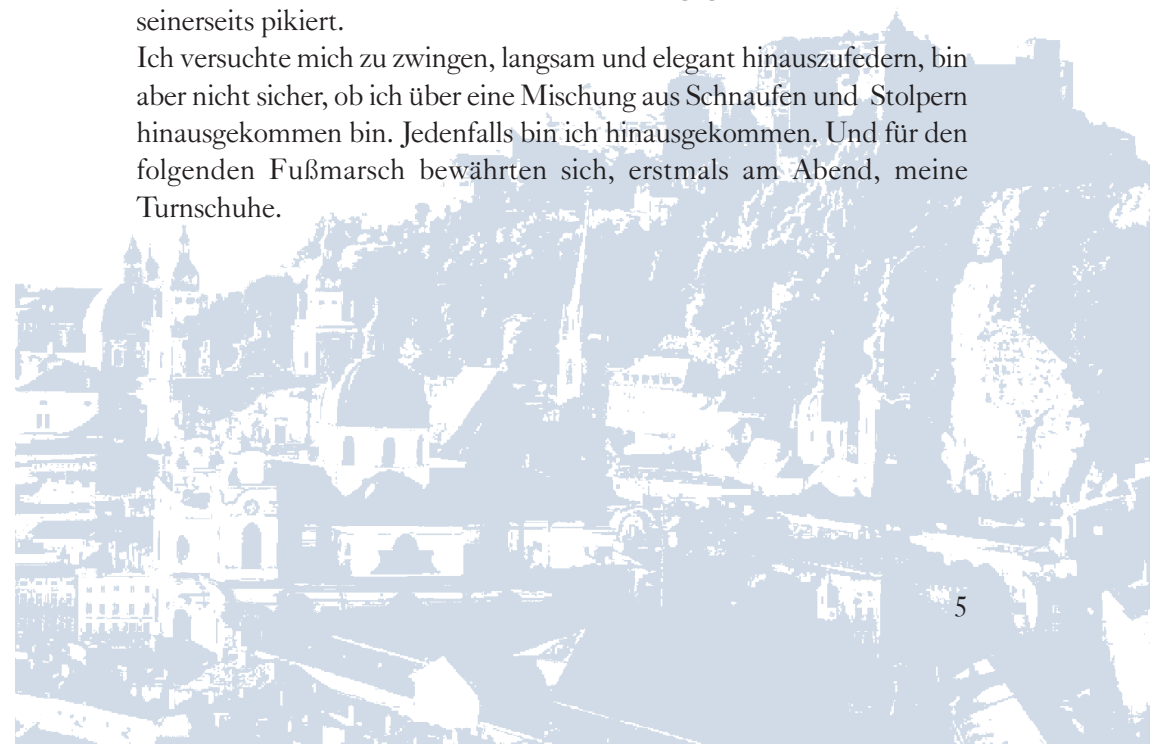 seinerseits pikiert.
Ich versuchte mich zu zwingen, langsam und elegant hinauszufedern, bin
aber nicht sicher, ob ich über eine Mischung aus Schnaufen und Stolpern
hinausgekommen bin. Jedenfalls bin ich hinausgekommen. Und für den
folgenden Fußmarsch bewährten sich, erstmals am Abend, meine
Turnschuhe.
5